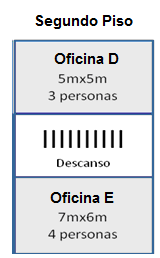 Segundo Piso
Oficina D
5mx5m
3 personas
Descanso
Oficina E
7mx6m
4 personas